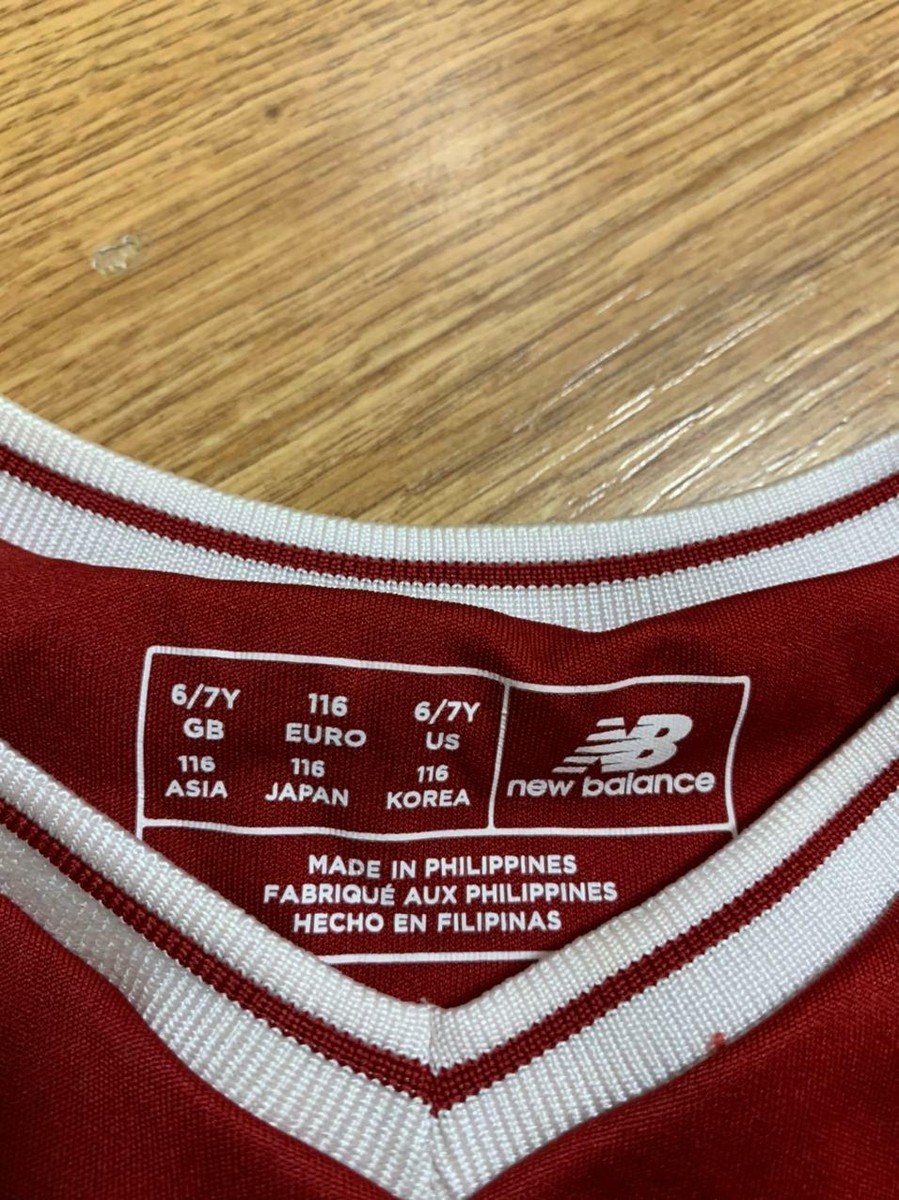 6/7Y 116 6/7Y
GB EURO US
116 116 116
ASIA JAPAN KOREA
NB
new balance
MADE IN PHILIPPINES
FABRIQUÉ AUX PHILIPPINES
HECHO EN FILIPINAS